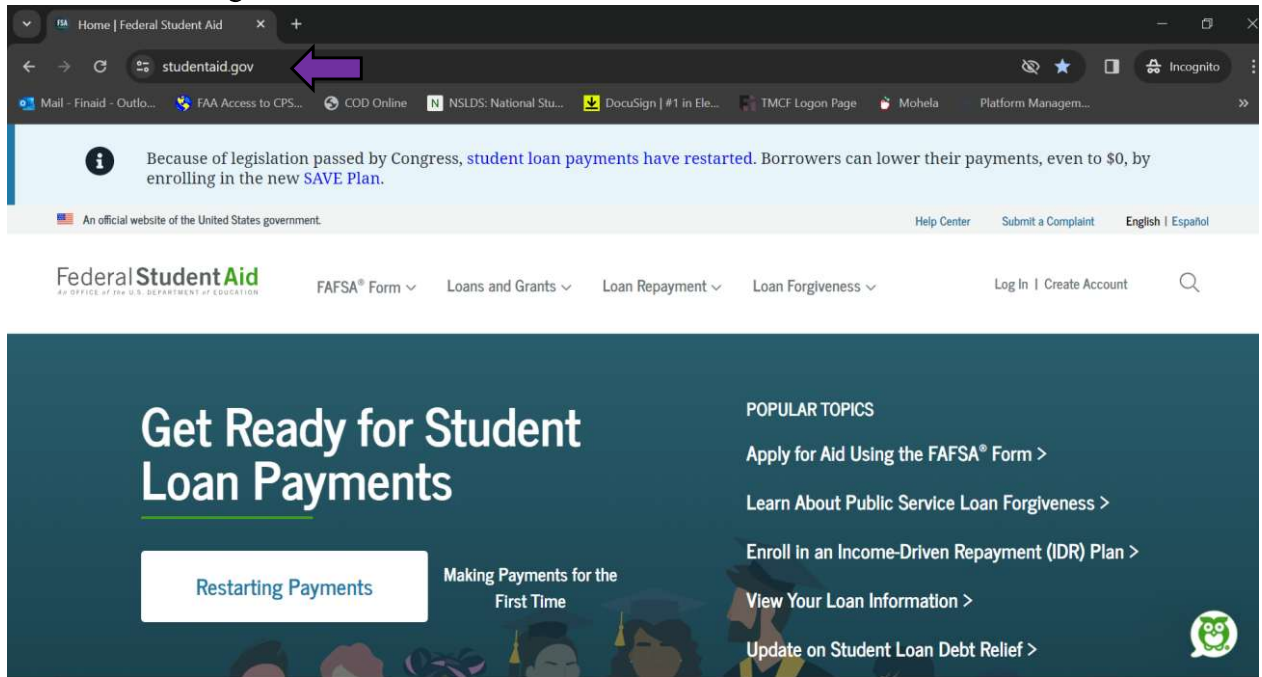 FSA Home | Federal Student Aid
studentaid.gov
Incognito
Mail - Finaid - Outlo... FAA Access to CPS... COD Online N NSLDS: National Stu... DocuSign | #1 in Ele... TMCF Logon Page Mohela Platform Managem...
Because of legislation passed by Congress, student loan payments have restarted. Borrowers can lower their payments, even to $0, by
enrolling in the new SAVE Plan.
An official website of the United States government.
Help Center Submit a Complaint English | Español
Federal Student Aid
An OFFICE of the U.S. DEPARTMENT of EDUCATION
FAFSA® Form Loans and Grants Loan Repayment Loan Forgiveness Log In | Create Account
Get Ready for Student
Loan Payments
Restarting Payments
Making Payments for the
First Time
POPULAR TOPICS
Apply for Aid Using the FAFSA® Form >
Learn About Public Service Loan Forgiveness >
Enroll in an Income-Driven Repayment (IDR) Plan >
View Your Loan Information >
Update on Student Loan Debt Relief >